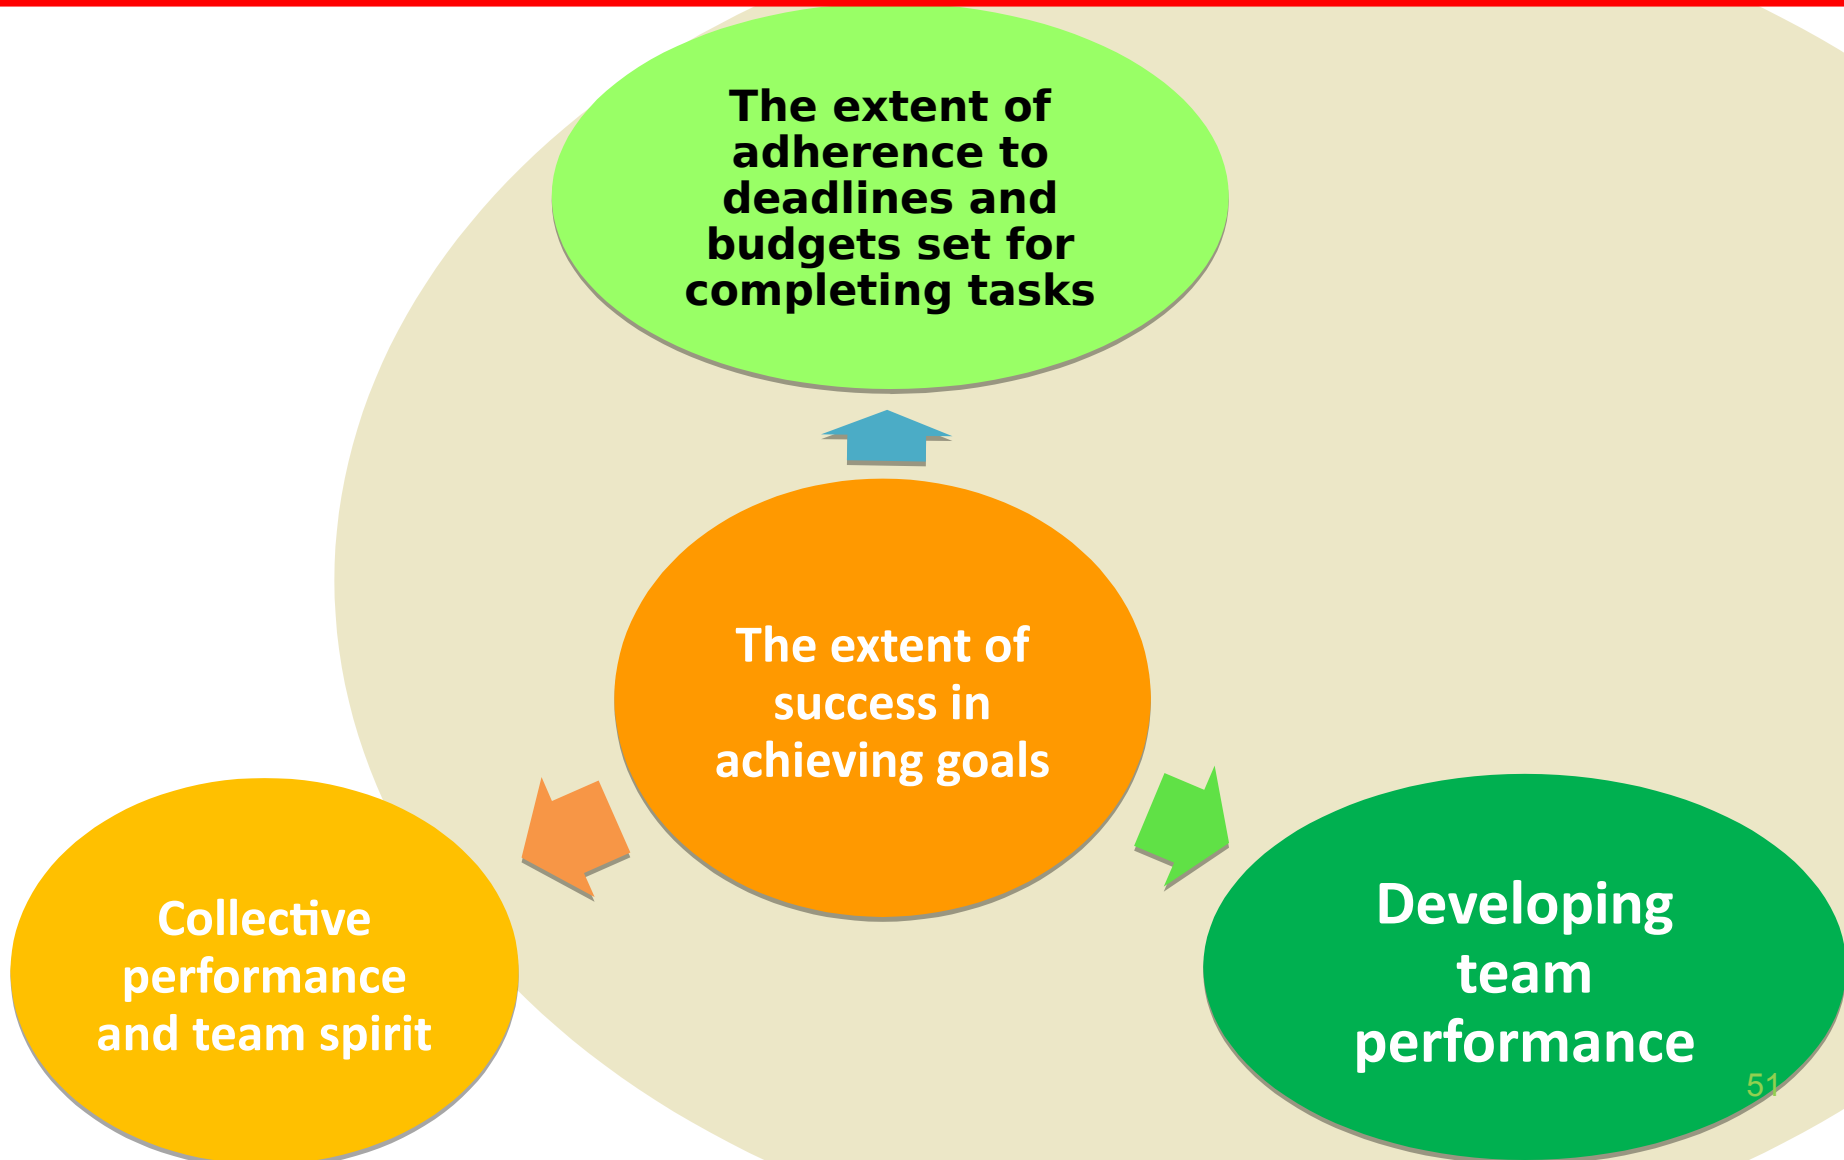 The extent of
adherence to
deadlines and
budgets set for
completing tasks
The extent of
success in
achieving goals
Collective
performance
and team spirit
Developing
team
performance
51